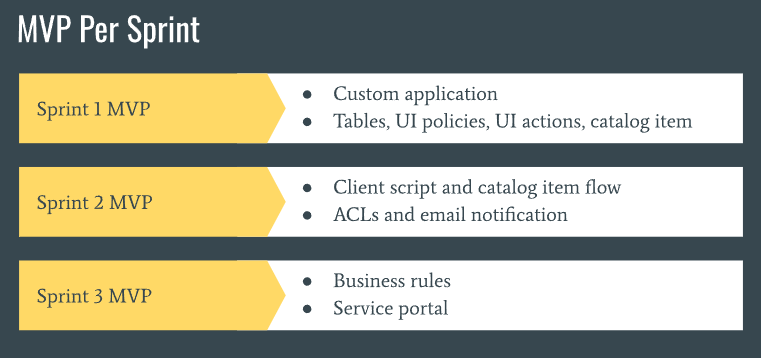 MVP Per Sprint
Sprint 1 MVP
● Custom application
● Tables, UI policies, UI actions, catalog item
Sprint 2 MVP
● Client script and catalog item flow
● ACLs and email notification
Sprint 3 MVP
● Business rules
● Service portal